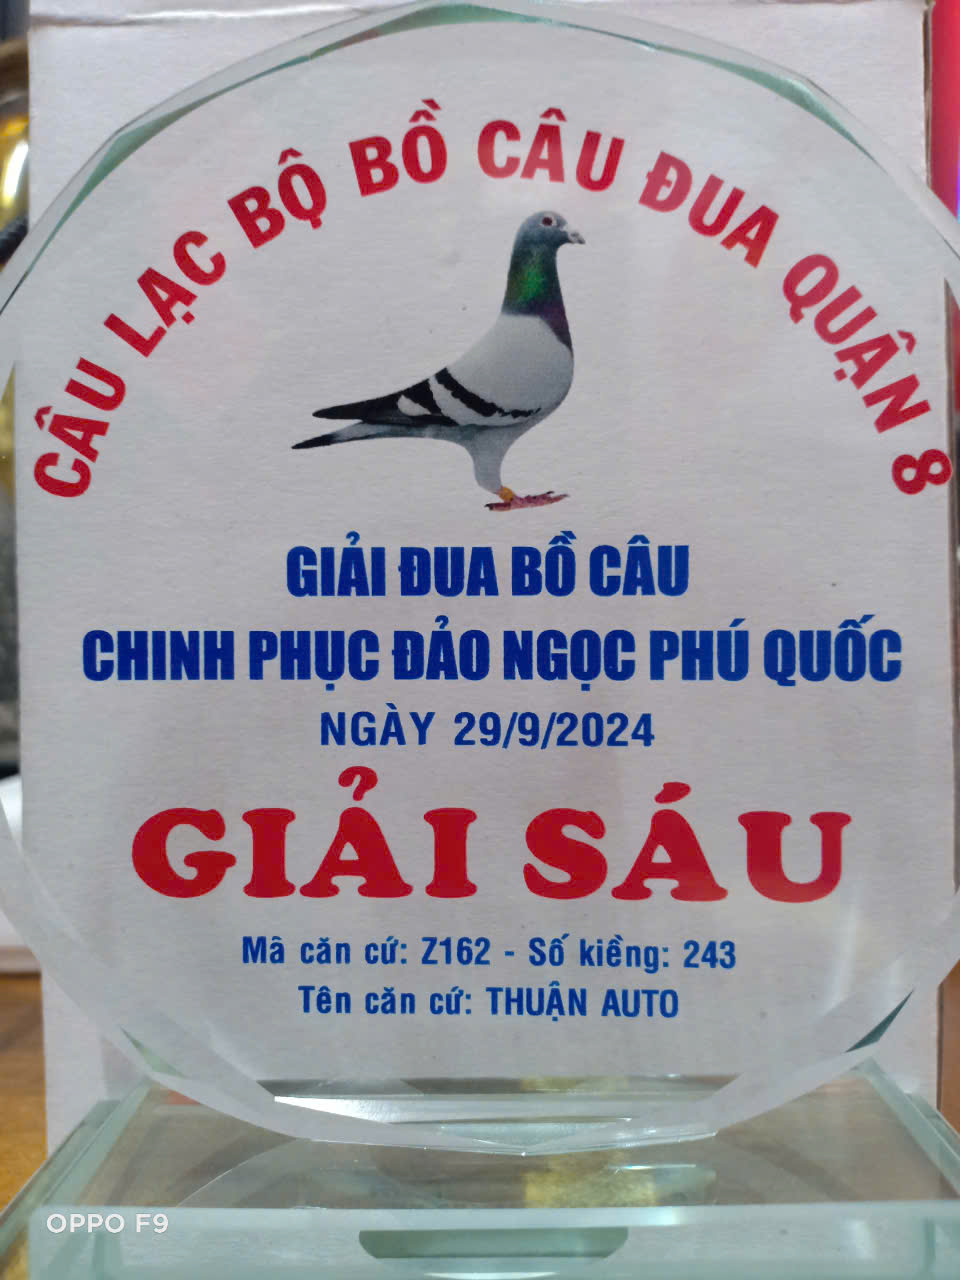 CÂU LẠC BỘ BỒ CÂU ĐUA QUẬN 8
GIẢI ĐUA BỒ CÂU
CHINH PHỤC ĐẢO NGỌC PHÚ QUỐC
NGÀY 29/9/2024
GIẢI SÁU
Mã căn cứ: Z162 - Số kiềng: 243
Tên căn cứ: THUẬN AUTO
OPPO F9